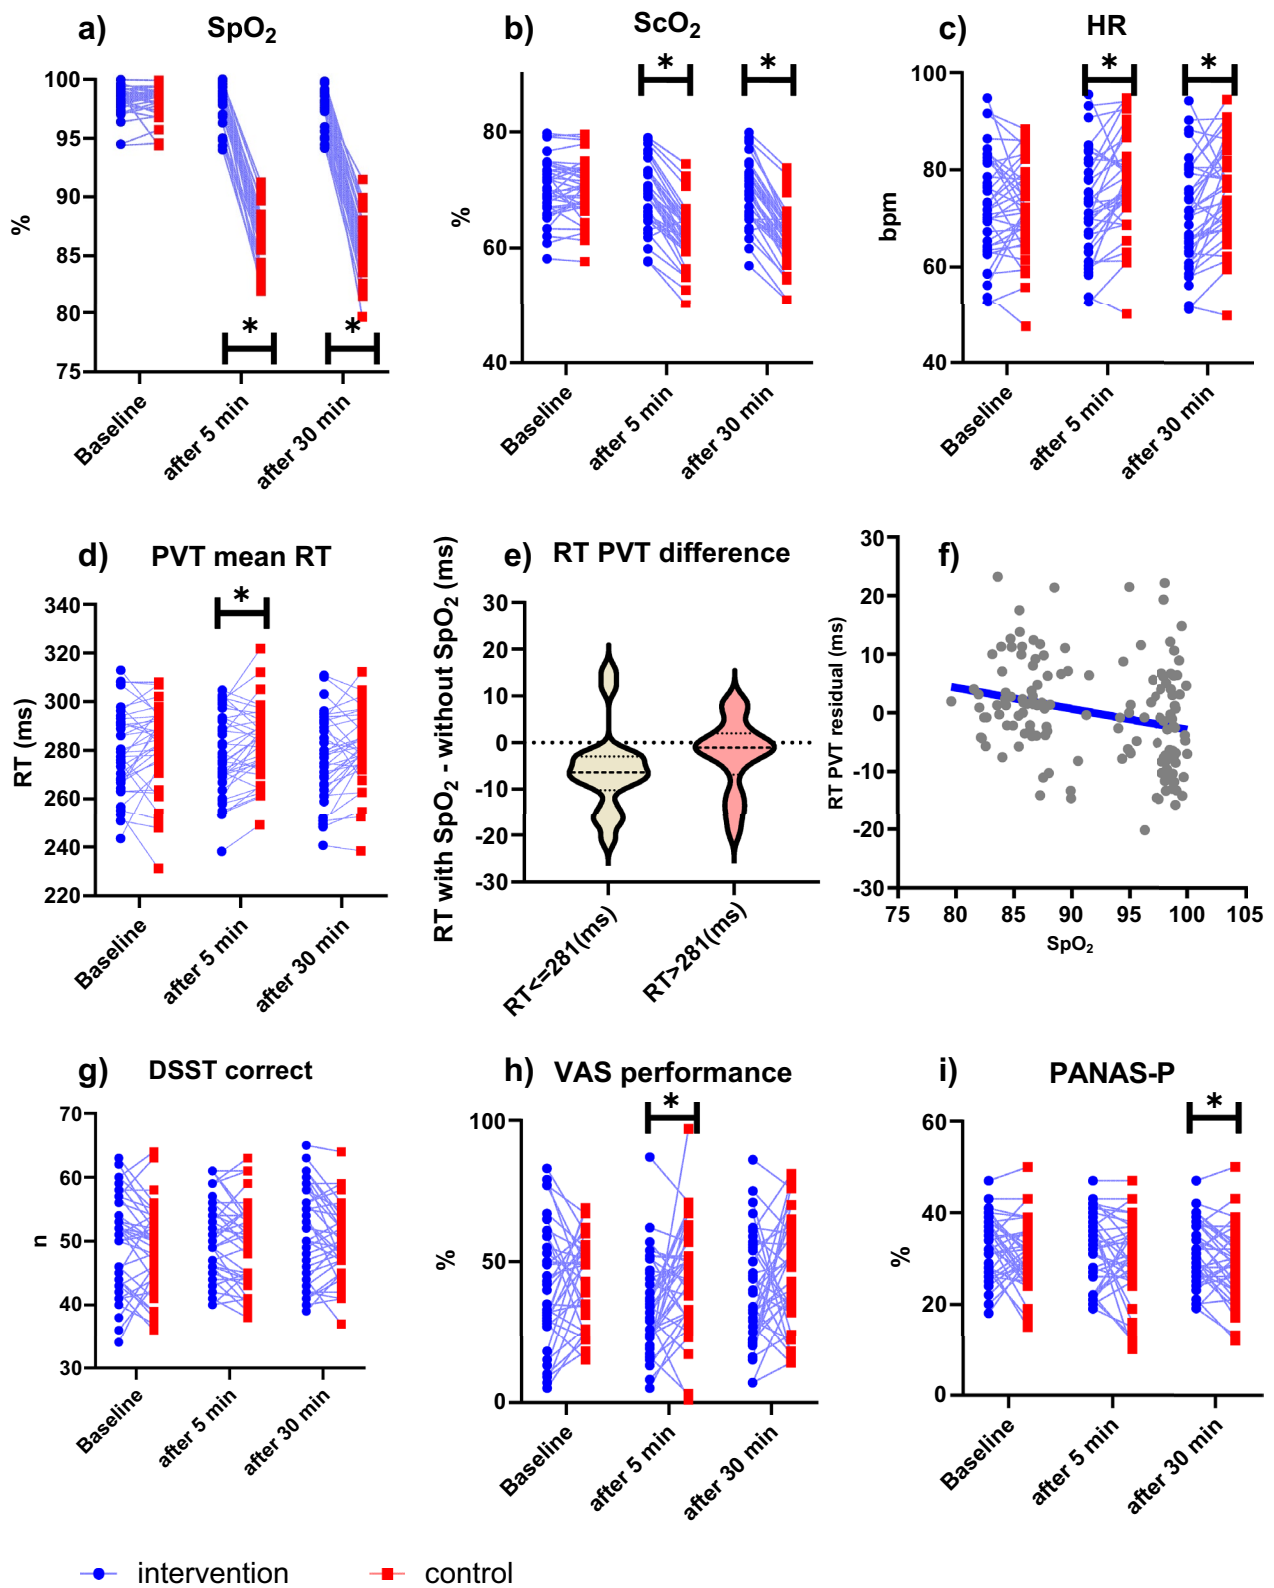 a) SpO₂
*
*
100
95
90
85
80
75
%
Baseline
after 5 min
after 30 min
b) ScO₂
*
*
80
60
40
%
Baseline
after 5 min
after 30 min
c) HR
*
*
100
80
60
40
bpm
Baseline
after 5 min
after 30 min
d) PVT mean RT
*
340
320
300
280
260
240
220
RT (ms)
Baseline
after 5 min
after 30 min
e) RT PVT difference
30
20
10
0
-10
-20
-30
RT with SpO₂ - without SpO₂ (ms)
RT<=281(ms)
RT>281(ms)
f)
30
20
10
0
-10
-20
-30
RT PVT residual (ms)
75 80 85 90 95 100 105
SpO₂
g) DSST correct
70
60
50
40
30
n
Baseline
after 5 min
after 30 min
h) VAS performance
*
100
50
0
%
Baseline
after 5 min
after 30 min
i) PANAS-P
*
60
40
20
0
%
Baseline
after 5 min
after 30 min
intervention control